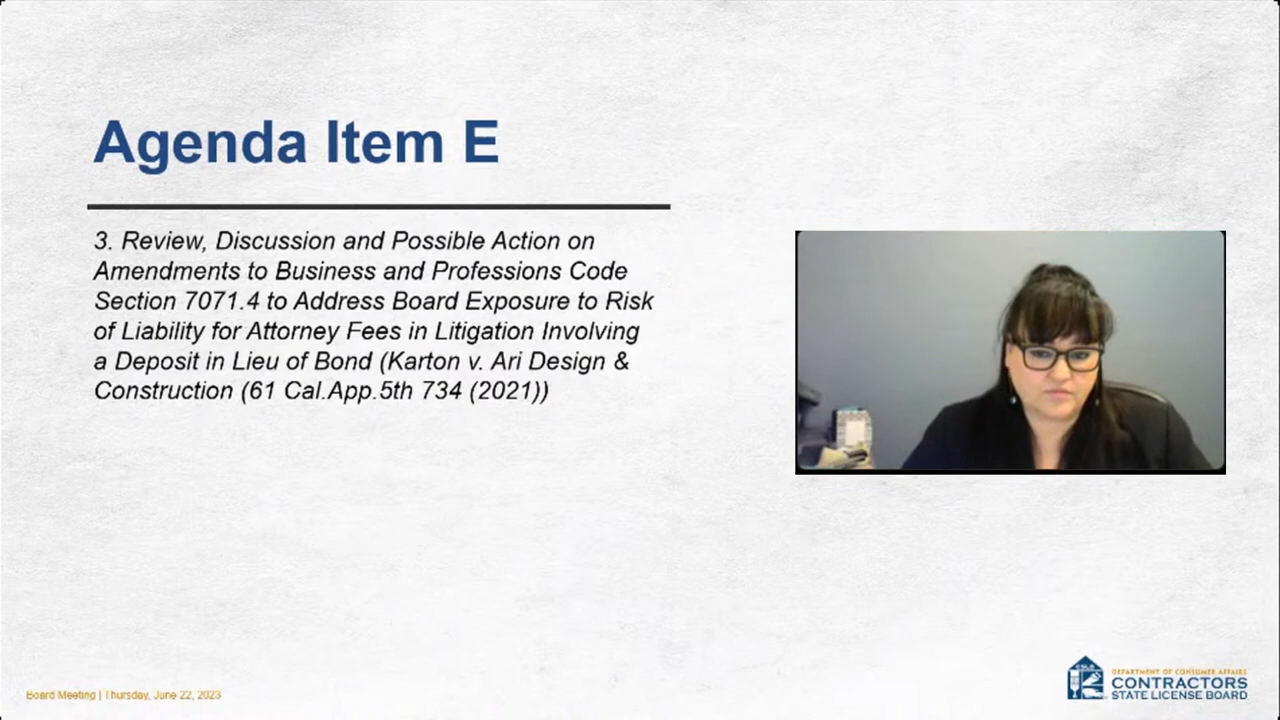 Agenda Item E
3. Review, Discussion and Possible Action on
Amendments to Business and Professions Code
Section 7071.4 to Address Board Exposure to Risk
of Liability for Attorney Fees in Litigation Involving
a Deposit in Lieu of Bond (Karton v. Ari Design &
Construction (61 Cal.App.5th 734 (2021))
Board Meeting | Thursday, June 22, 2023
CSLB
DEPARTMENT OF CONSUMER AFFAIRS
CONTRACTORS
STATE LICENSE BOARD